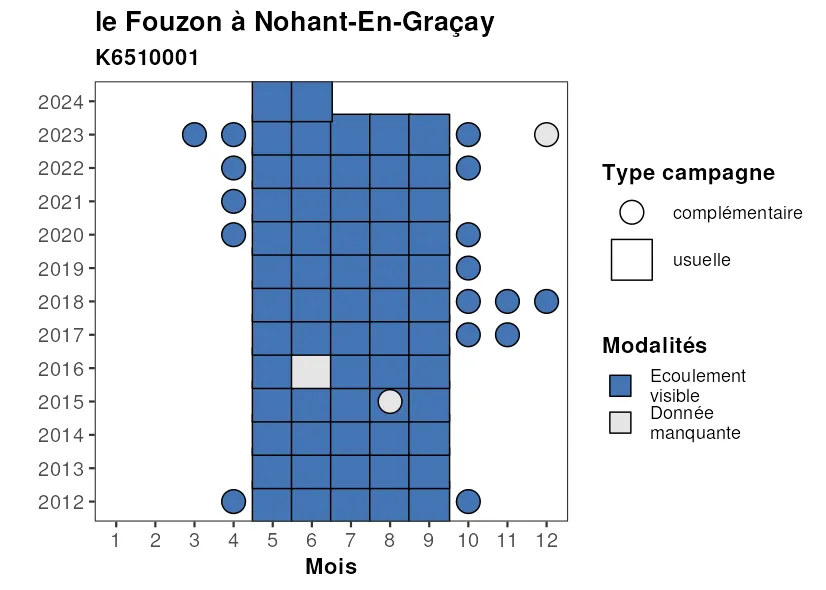 le Fouzon à Nohant-En-Graçay
K6510001
2024
2023
2022
2021
2020
2019
2018
2017
2016
2015
2014
2013
2012
1 2 3 4 5 6 7 8 9 10 11 12
Mois
Type campagne
complémentaire
usuelle
Modalités
Ecoulement
visible
Donnée
manquante